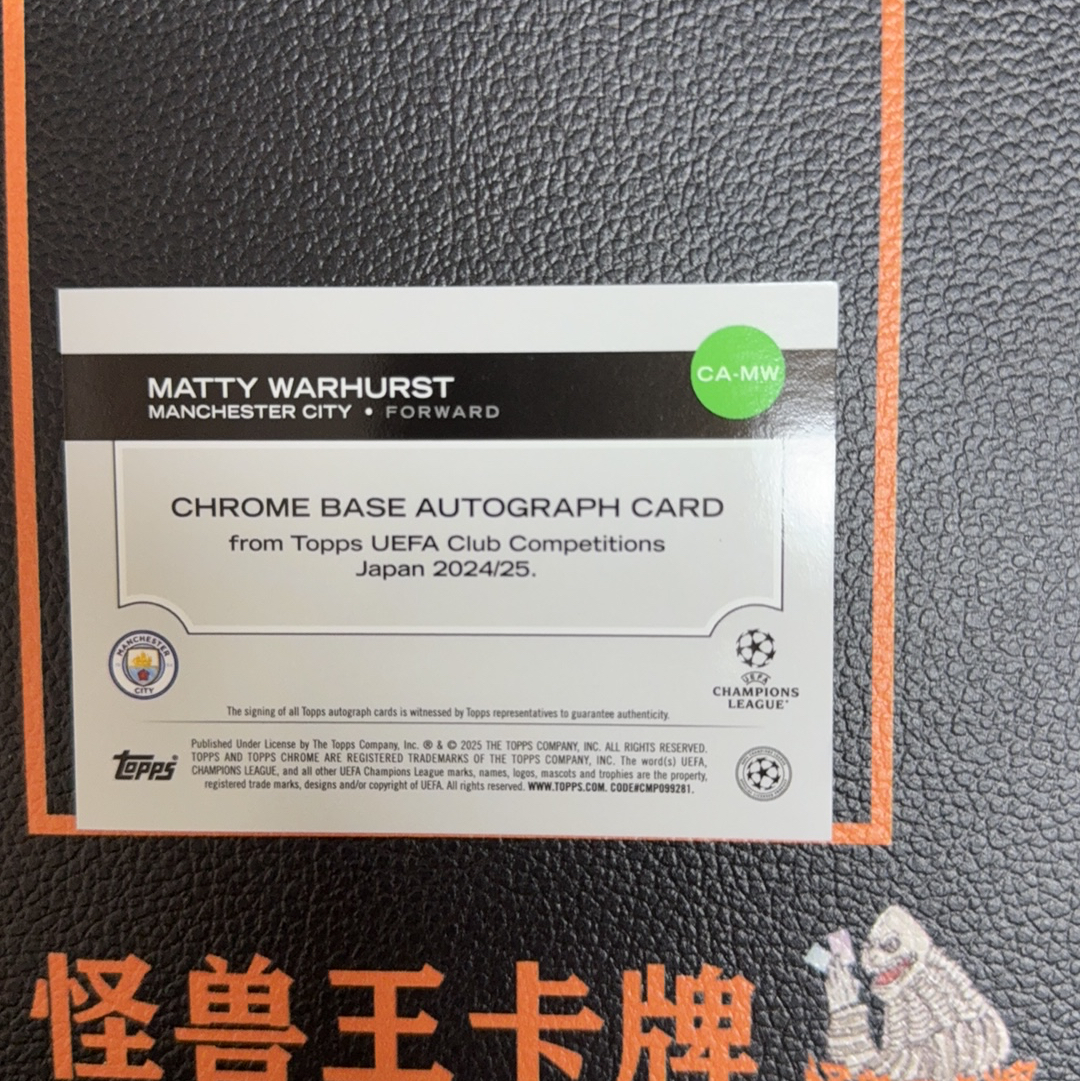 MATTY WARHURST
MANCHESTER CITY • FORWARD
CA-MW
CHROME BASE AUTOGRAPH CARD
from Topps UEFA Club Competitions
Japan 2024/25.
MANCHESTER
CITY
UEFA
CHAMPIONS
LEAGUE
The signing of all Topps autograph cards is witnessed by Topps representatives to guarantee authenticity.
topps
Published Under License by The Topps Company, Inc. ® & © 2025 THE TOPPS COMPANY, INC. ALL RIGHTS RESERVED.
TOPPS AND TOPPS CHROME ARE REGISTERED TRADEMARKS OF THE TOPPS COMPANY, INC. The word(s) UEFA,
CHAMPIONS LEAGUE, and all other UEFA Champions League marks, names, logos, mascots and trophies are the property,
registered trade marks, designs and/or copyright of UEFA. All rights reserved. WWW.TOPPS.COM. CODE#CMP099281.
怪兽王卡牌